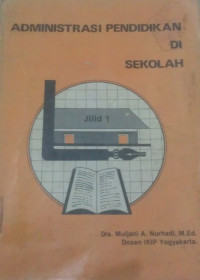 ADMINISTRASI PENDIDIKAN
DI
SEKOLAH
Jilid 1
Drs. Muljani A. Nurhadi, M.Ed.
Dosen IKIP Yogyakarta.